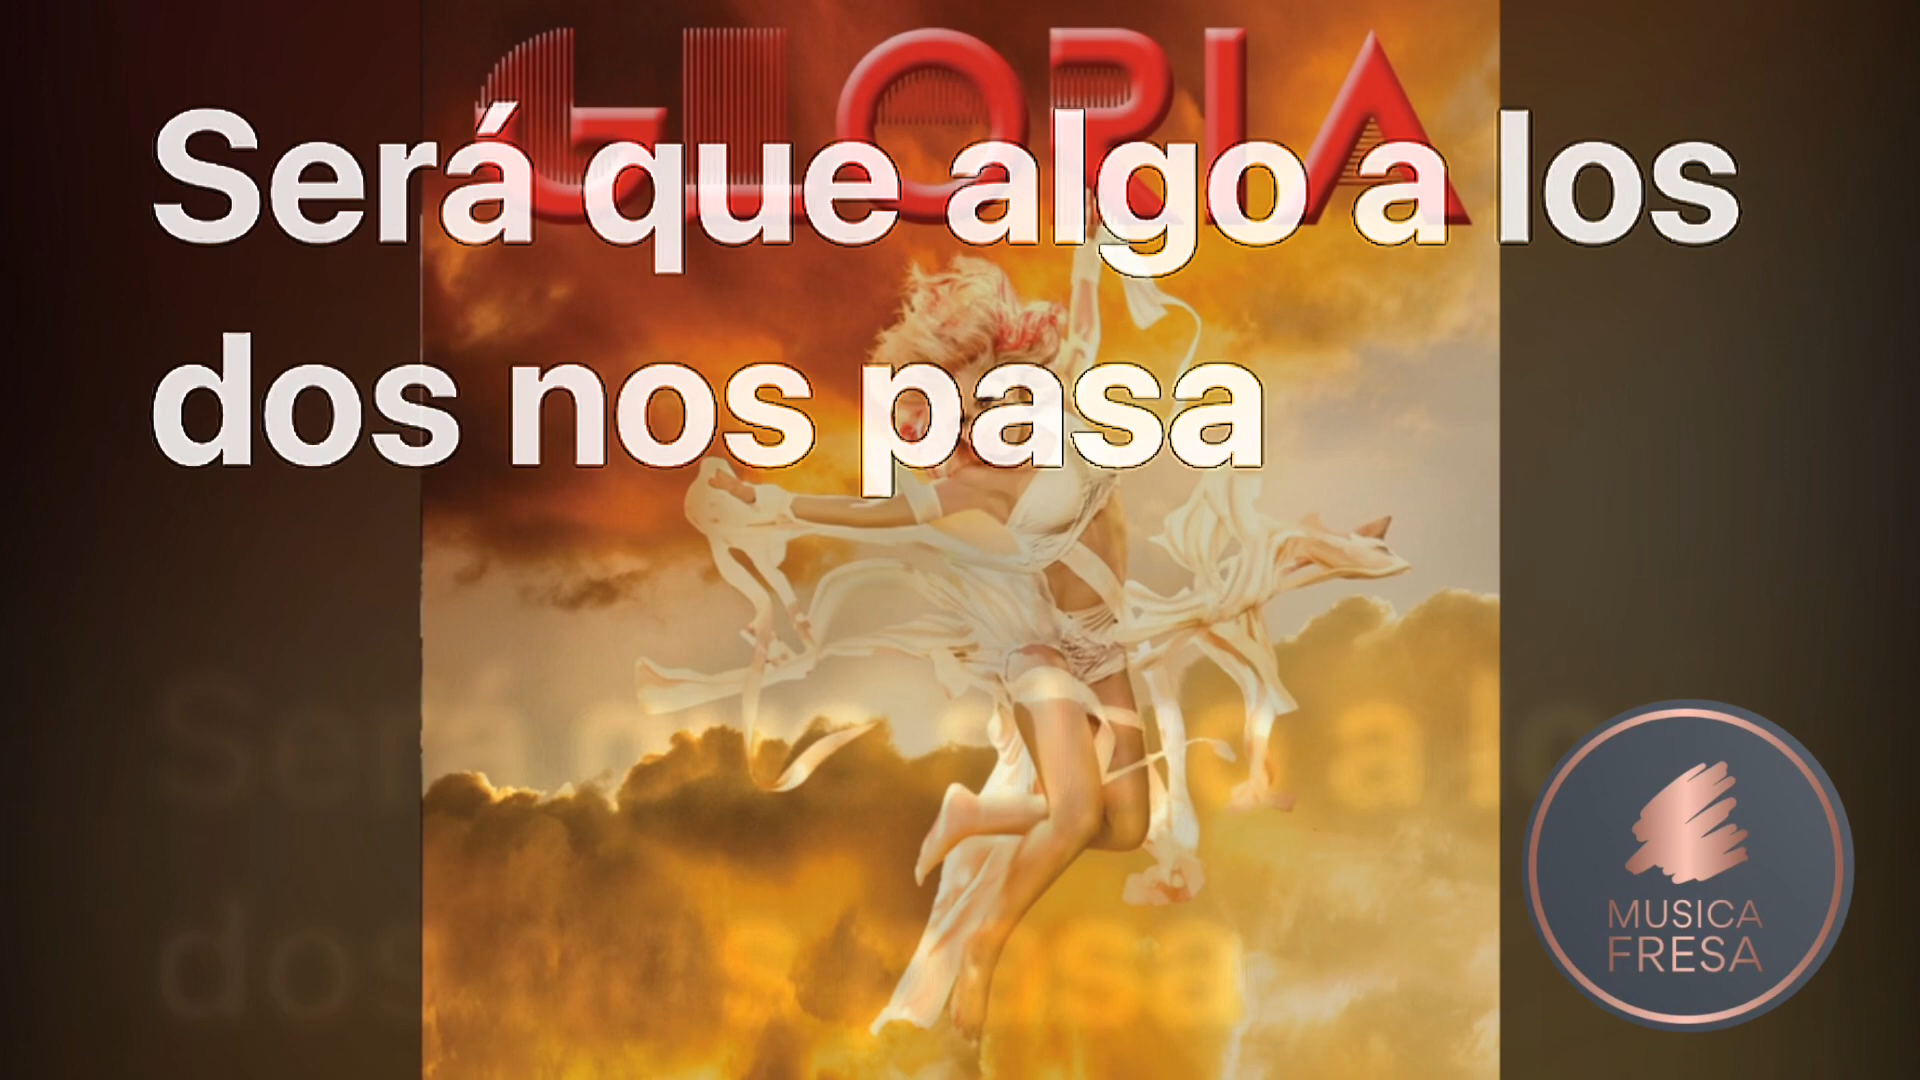 GLORIA
Será que algo a los
dos nos pasa
MUSICA
FRESA